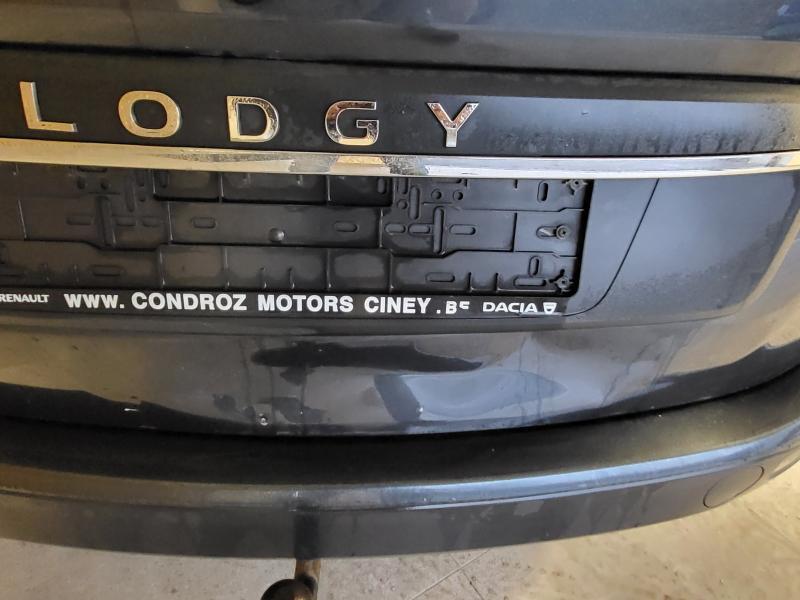 LODGY
RENAULT WWW. CONDROZ MOTORS CINEY .BE DACIA